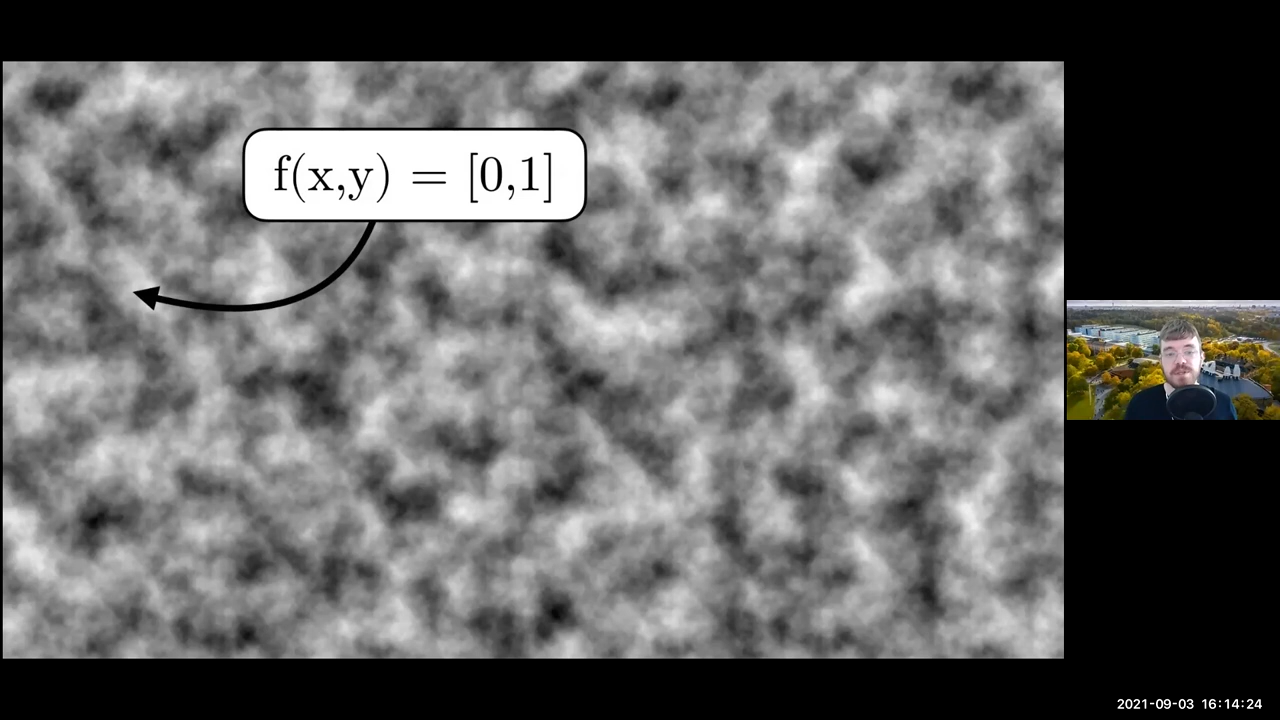 f(x,y) = [0,1]
2021-09-03 16:14:24